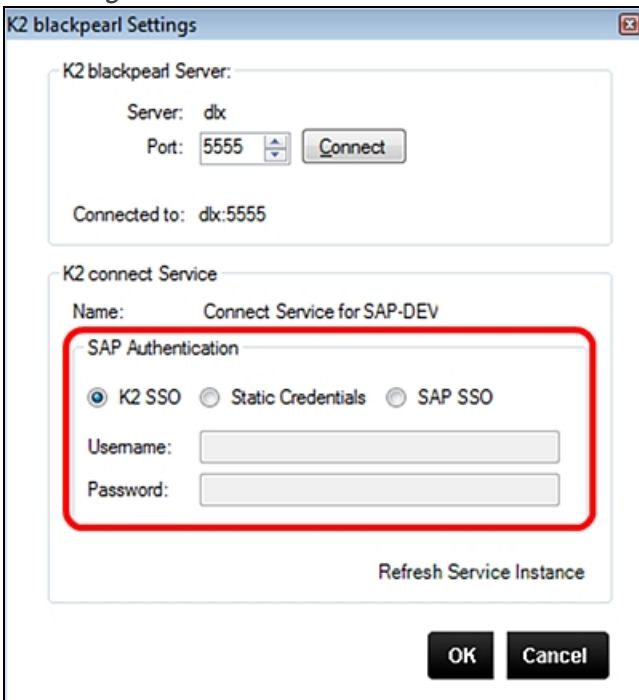 K2 blackpearl Settings
K2 blackpearl Server:
Server: dlx
Port: 5555 Connect
Connected to: dlx:5555
K2 connect Service
Name: Connect Service for SAP-DEV
SAP Authentication
K2 SSO Static Credentials SAP SSO
Username:
Password:
Refresh Service Instance
OK Cancel